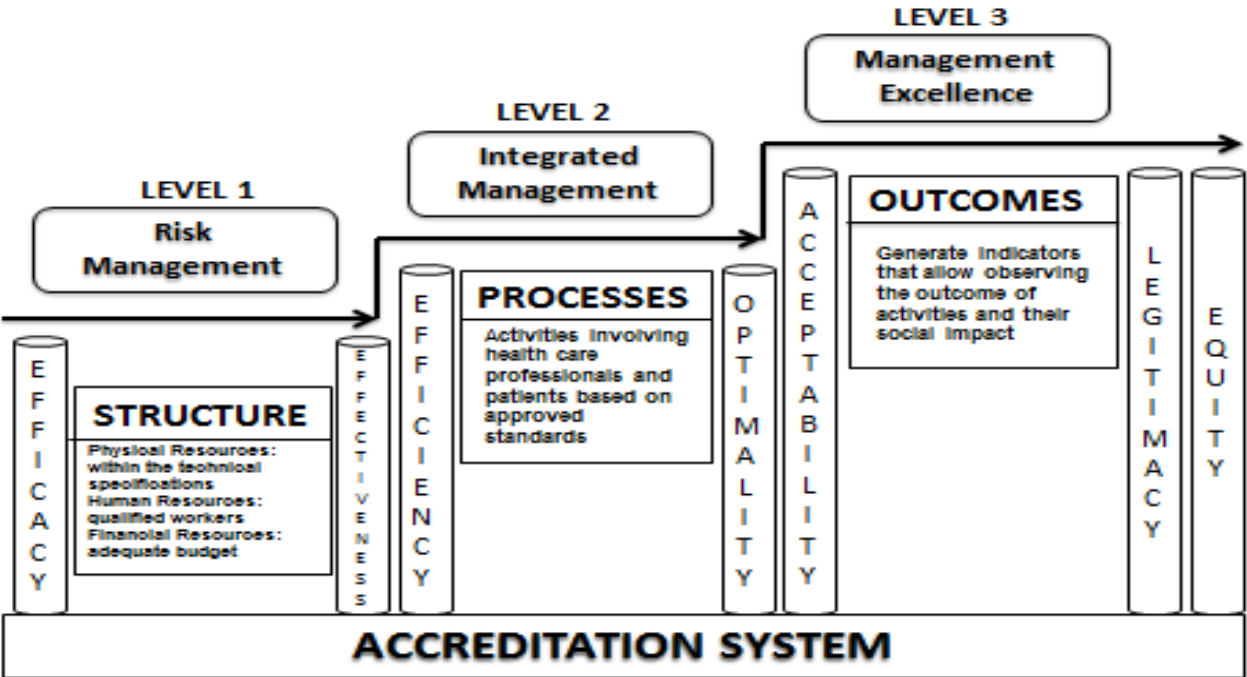 LEVEL 1
Risk
Management
EFFICACY
STRUCTURE
Physical Resources:
within the technical
specifications
Human Resources:
qualified workers
Financial Resources:
adequate budget
EFFECTIVENESS
LEVEL 2
Integrated
Management
EFFICIENCY
PROCESSES
Activities involving
health care
professionals and
patients based on
approved
standards
OPTIMALITY
LEVEL 3
Management
Excellence
ACCEPTABILITY
OUTCOMES
Generate indicators
that allow observing
the outcome of
activities and their
social impact
LEGITIMACY
EQUITY
ACCREDITATION SYSTEM